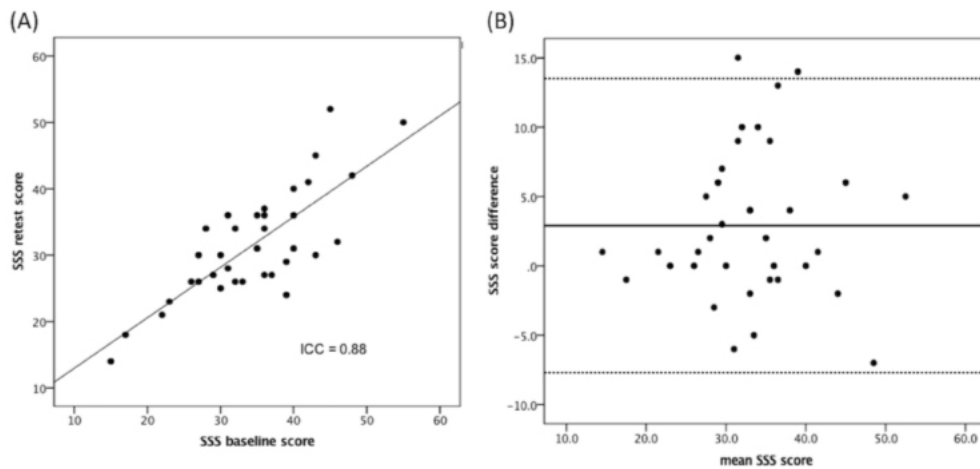 (A)
(B)
SSS retest score
60
50
40
30
20
10
ICC = 0.88
10 20 30 40 50 60
SSS baseline score
SSS score difference
15.0
10.0
5.0
.0
-5.0
-10.0
10.0 20.0 30.0 40.0 50.0 60.0
mean SSS score